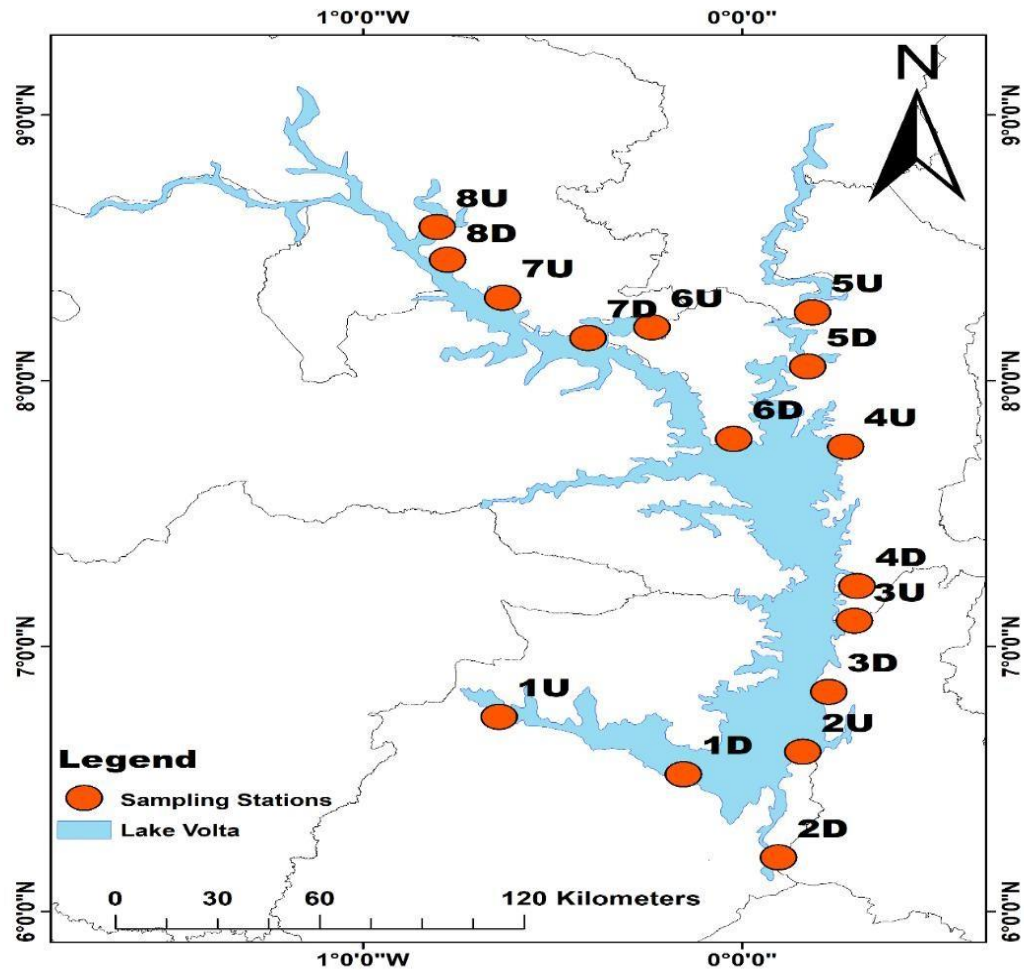 1°0'0"W 0°0'0"
N
9°0'0"N 9°0'0"N
8U
8D
7U
5U
7D 6U
5D
8°0'0"N 8°0'0"N
6D 4U
4D
3U
7°0'0"N 7°0'0"N
3D
1U
2U
1D
Legend
Sampling Stations
Lake Volta
2D
0 30 60 120 Kilometers
6°0'0"N 6°0'0"N
1°0'0"W 0°0'0"